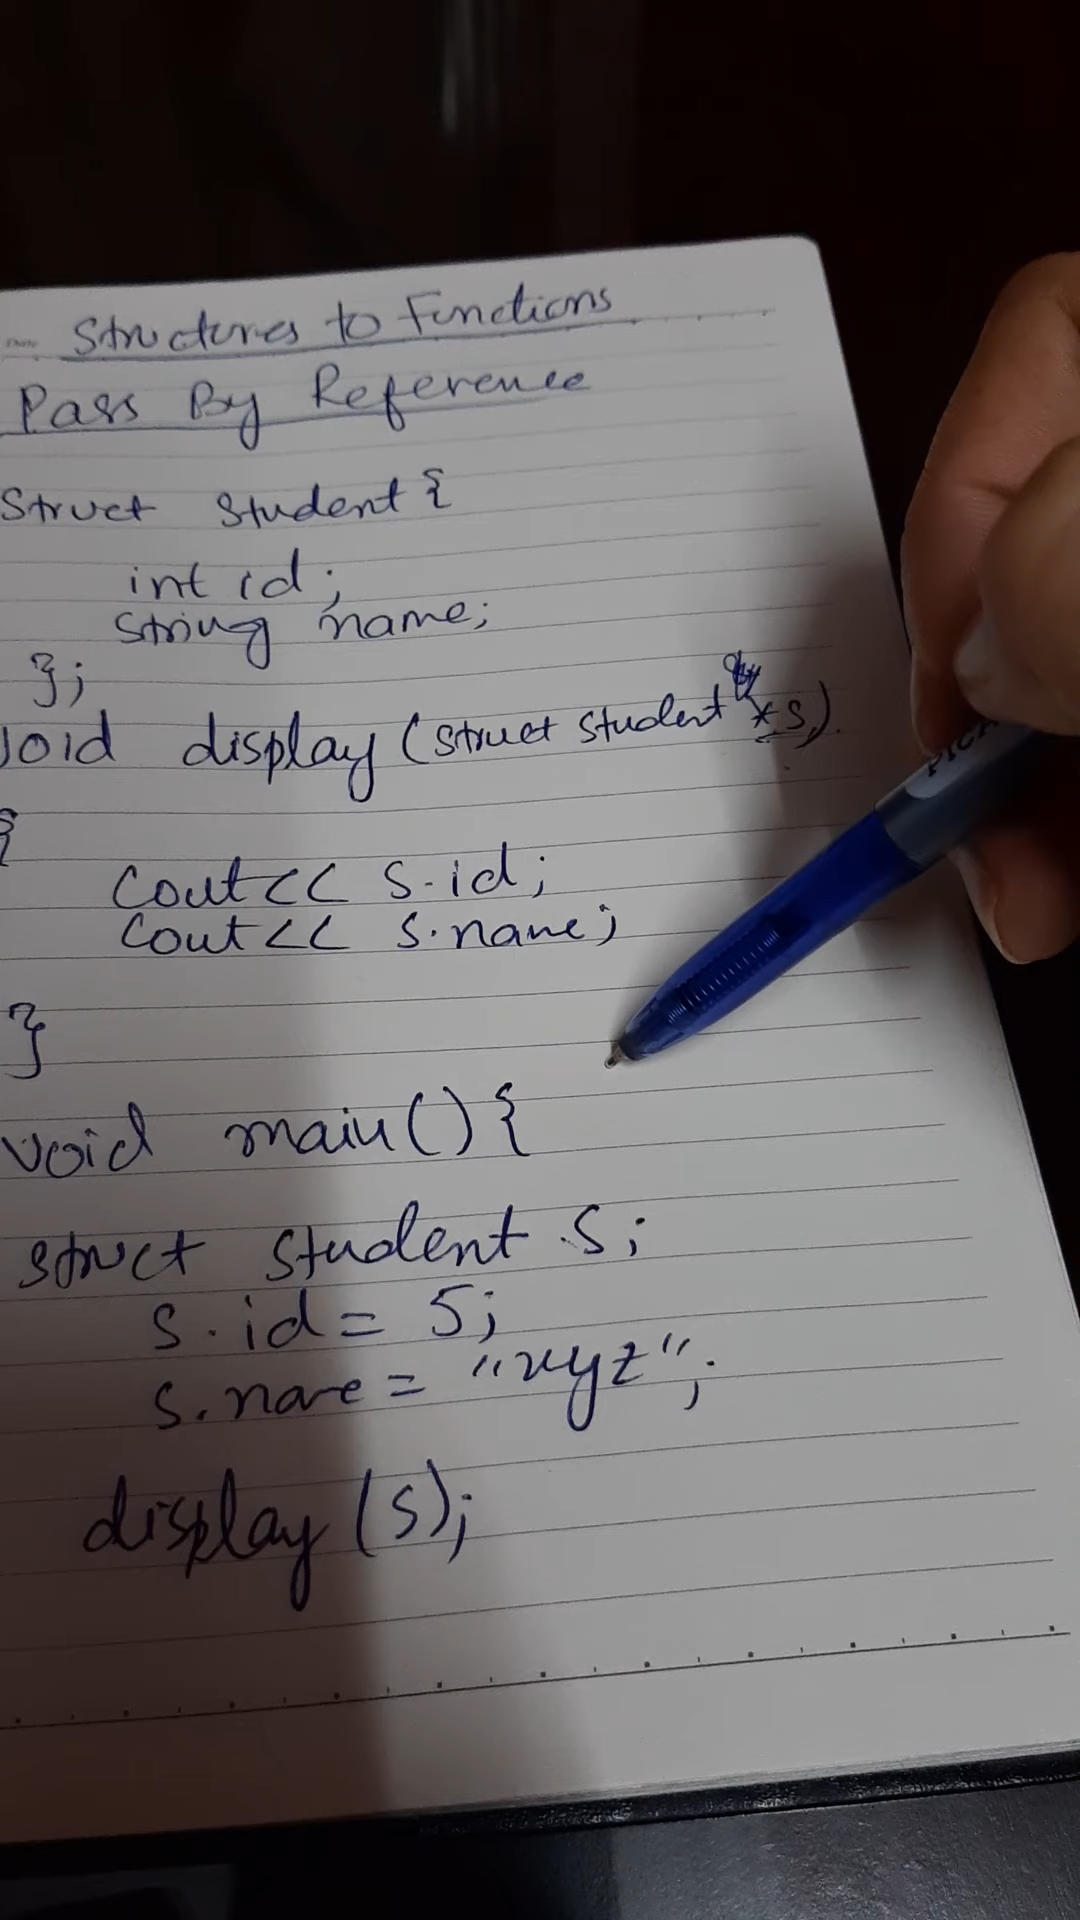 Structures to Functions
Pass By Reference
Struct Student {
int id;
string name;
};
void display (struct student *s)
{
Cout<< s.id;
Cout<< s.name;
}
void main() {
struct student s;
s.id = 5;
s.name = "xyz";
display (s);